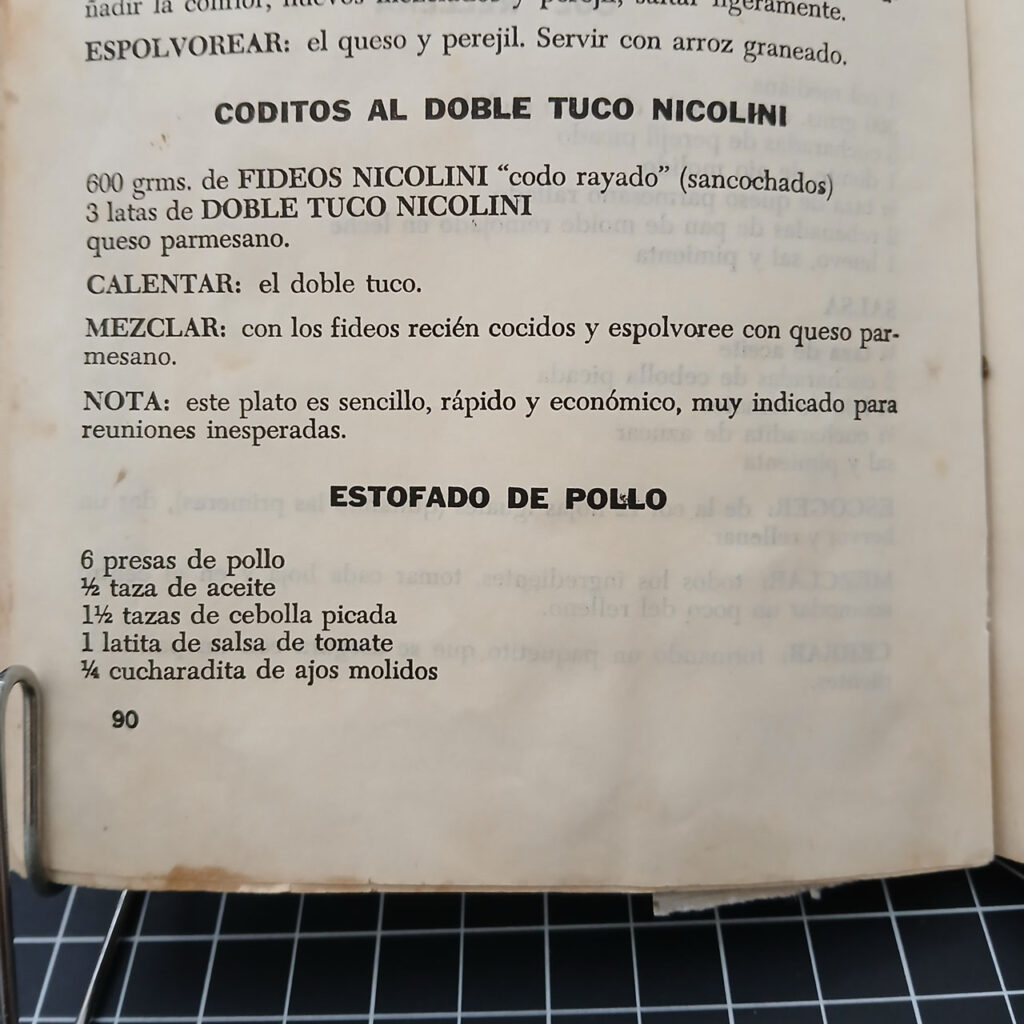 ñadir la coliflor, huevos mezclados y perejil, saltar ligeramente.
ESPOLVOREAR: el queso y perejil. Servir con arroz graneado.
CODITOS AL DOBLE TUCO NICOLINI
600 grms. de FIDEOS NICOLINI “codo rayado” (sancochados)
3 latas de DOBLE TUCO NICOLINI
queso parmesano.
CALENTAR: el doble tuco.
MEZCLAR: con los fideos recién cocidos y espolvoree con queso par-
mesano.
NOTA: este plato es sencillo, rápido y económico, muy indicado para
reuniones inesperadas.
ESTOFADO DE POLLO
6 presas de pollo
½ taza de aceite
1½ tazas de cebolla picada
1 latita de salsa de tomate
¼ cucharadita de ajos molidos
90